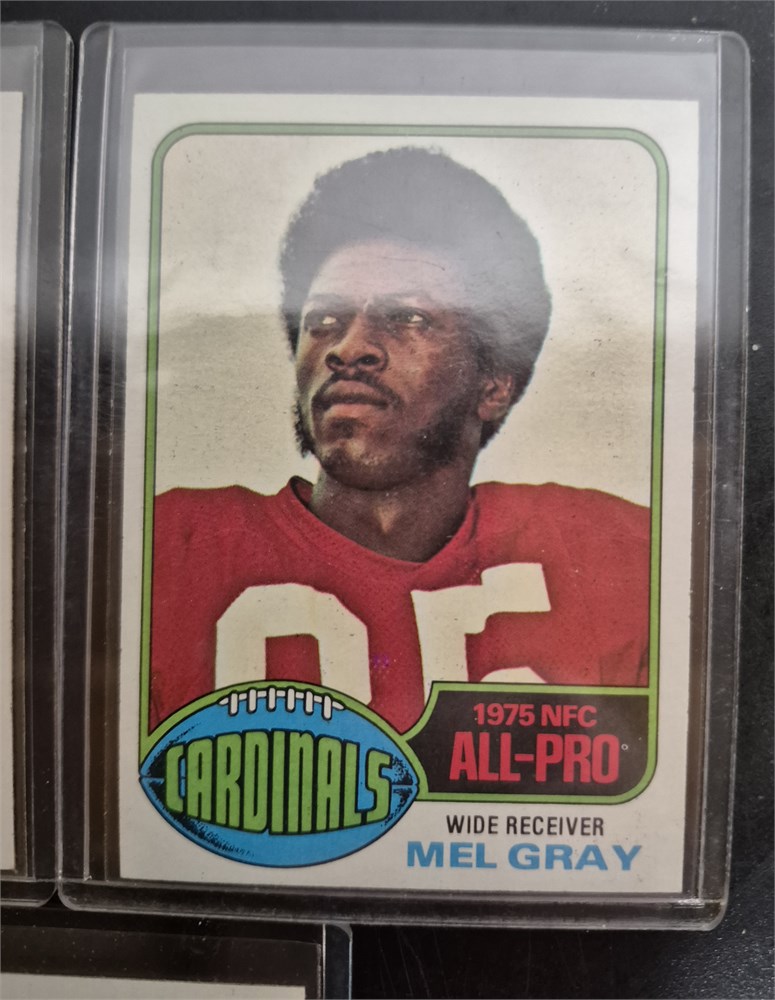 CARDINALS
1975 NFC
ALL-PRO
WIDE RECEIVER
MEL GRAY